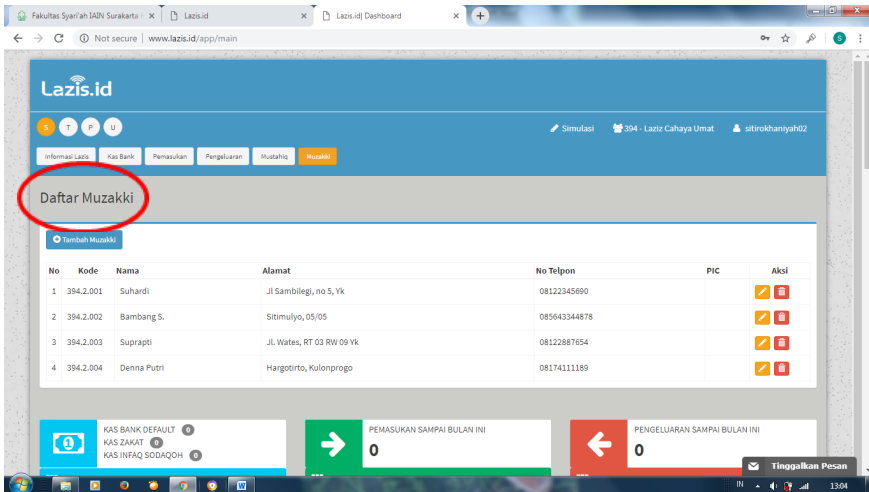 Fakultas Syari'ah IAIN Surakarta
Lazis.id
Lazis.id| Dashboard
Not secure | www.lazis.id/app/main
S
Lazis.id
S T P U
Simulasi
394 - Laziz Cahaya Umat
sitirokhaniyah02
Informasi Lazis
Kas Bank
Pemasukan
Pengeluaran
Mustahiq
Muzakki
Daftar Muzakki
Tambah Muzakki
No Kode Nama Alamat No Telpon PIC Aksi
1 394.2.001 Suhardi Jl Sambilegi, no 5, Yk 08122345690
2 394.2.002 Bambang S. Sitimulyo, 05/05 085643344878
3 394.2.003 Suprapti Jl. Wates, RT 03 RW 09 Yk 08122887654
4 394.2.004 Denna Putri Hargotirto, Kulonprogo 08174111189
KAS BANK DEFAULT 0
KAS ZAKAT 0
KAS INFAQ SODAQOH 0
PEMASUKAN SAMPAI BULAN INI
0
PENGELUARAN SAMPAI BULAN INI
0
Tinggalkan Pesan
IN
13:04